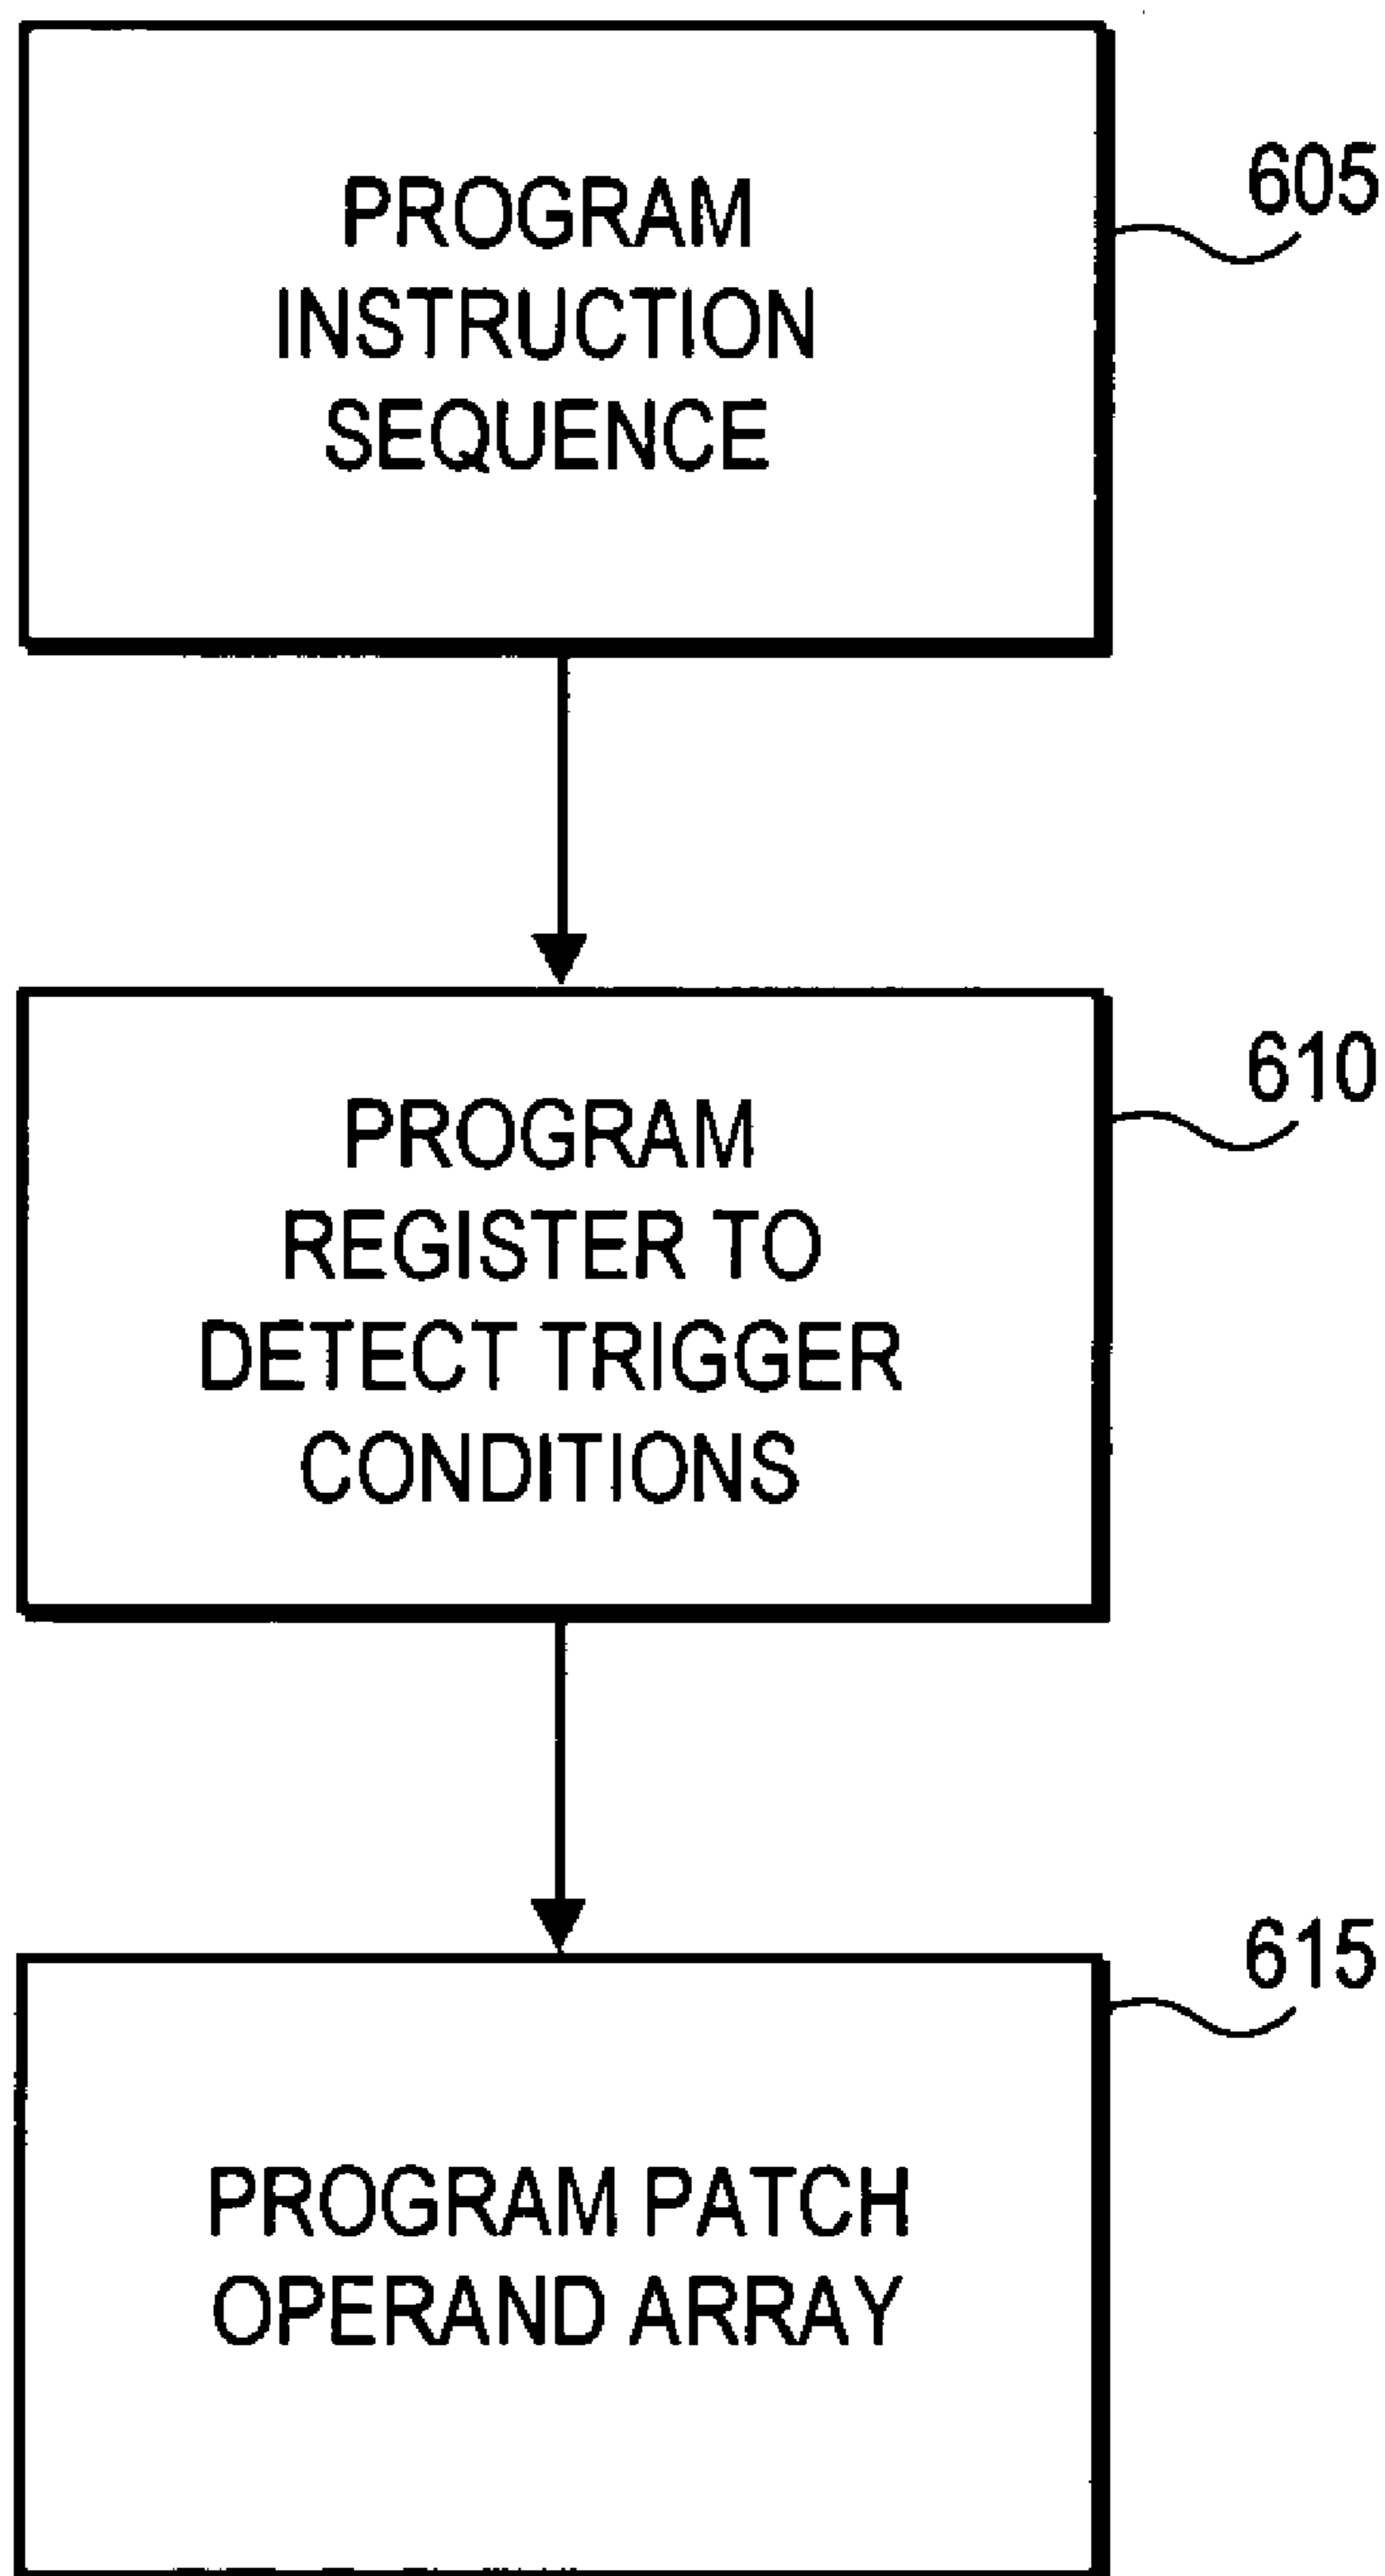 PROGRAM
INSTRUCTION
SEQUENCE
605
PROGRAM
REGISTER TO
DETECT TRIGGER
CONDITIONS
610
PROGRAM PATCH
OPERAND ARRAY
615